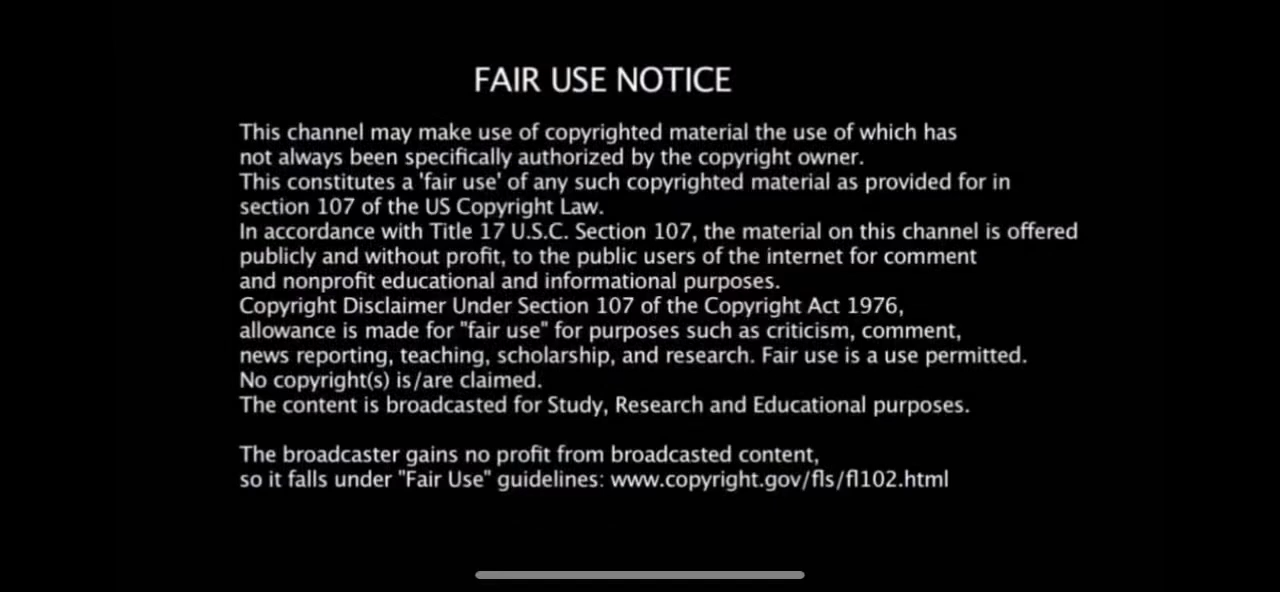 FAIR USE NOTICE
This channel may make use of copyrighted material the use of which has
not always been specifically authorized by the copyright owner.
This constitutes a 'fair use' of any such copyrighted material as provided for in
section 107 of the US Copyright Law.
In accordance with Title 17 U.S.C. Section 107, the material on this channel is offered
publicly and without profit, to the public users of the internet for comment
and nonprofit educational and informational purposes.
Copyright Disclaimer Under Section 107 of the Copyright Act 1976,
allowance is made for "fair use" for purposes such as criticism, comment,
news reporting, teaching, scholarship, and research. Fair use is a use permitted.
No copyright(s) is/are claimed.
The content is broadcasted for Study, Research and Educational purposes.
The broadcaster gains no profit from broadcasted content,
so it falls under "Fair Use" guidelines: www.copyright.gov/fls/fl102.html